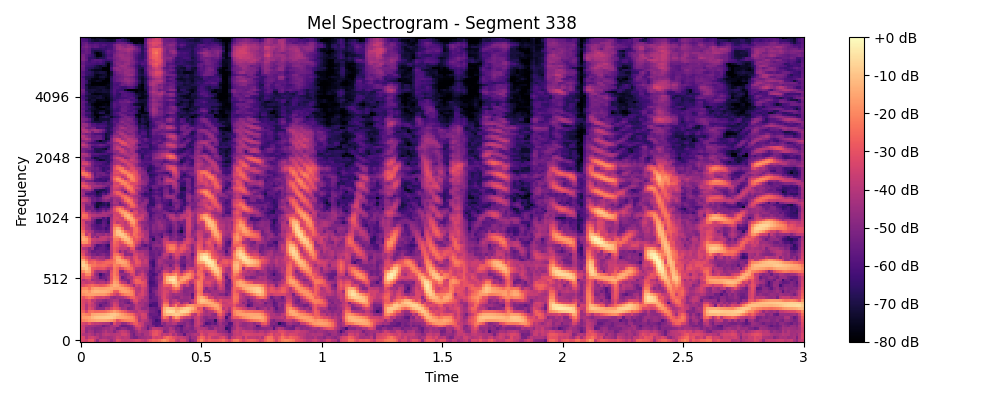 Mel Spectrogram - Segment 338
+0 dB
-10 dB
-20 dB
-30 dB
-40 dB
-50 dB
-60 dB
-70 dB
-80 dB
Frequency
4096
2048
1024
512
0
0
0.5
1
1.5
2
2.5
3
Time